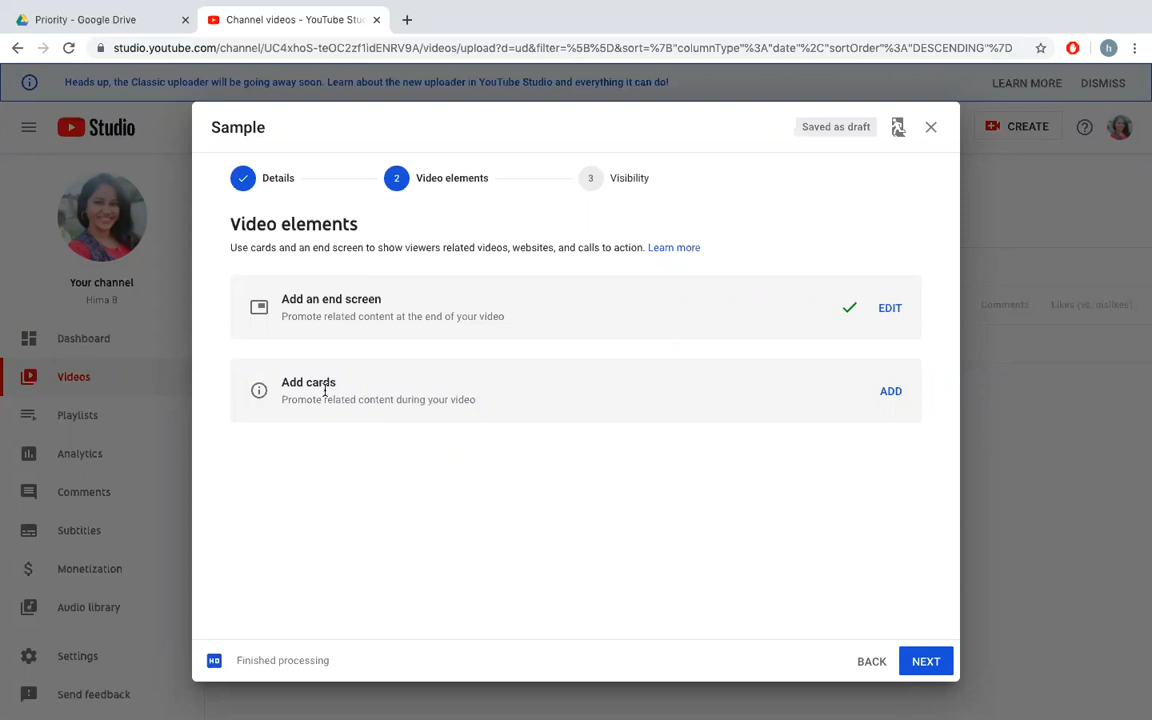 Priority - Google Drive
Channel videos - YouTube Stu
studio.youtube.com/channel/UC4xhoS-teOC2zf1idENRV9A/videos/upload?d=ud&filter=%5B%5D&sort=%7B"columnType"%3A"date"%2C"sortOrder"%3A"DESCENDING"%7D
h
Heads up, the Classic uploader will be going away soon. Learn about the new uploader in YouTube Studio and everything it can do!
LEARN MORE
DISMISS
Studio
CREATE
Sample
Saved as draft
Details
2
Video elements
3
Visibility
Video elements
Use cards and an end screen to show viewers related videos, websites, and calls to action. Learn more
Add an end screen
Promote related content at the end of your video
EDIT
Add cards
Promote related content during your video
ADD
HD
Finished processing
BACK
NEXT
Your channel
Hima B
Dashboard
Videos
Playlists
Analytics
Comments
Subtitles
Monetization
Audio library
Settings
Send feedback
Comments
Likes (vs. dislikes)